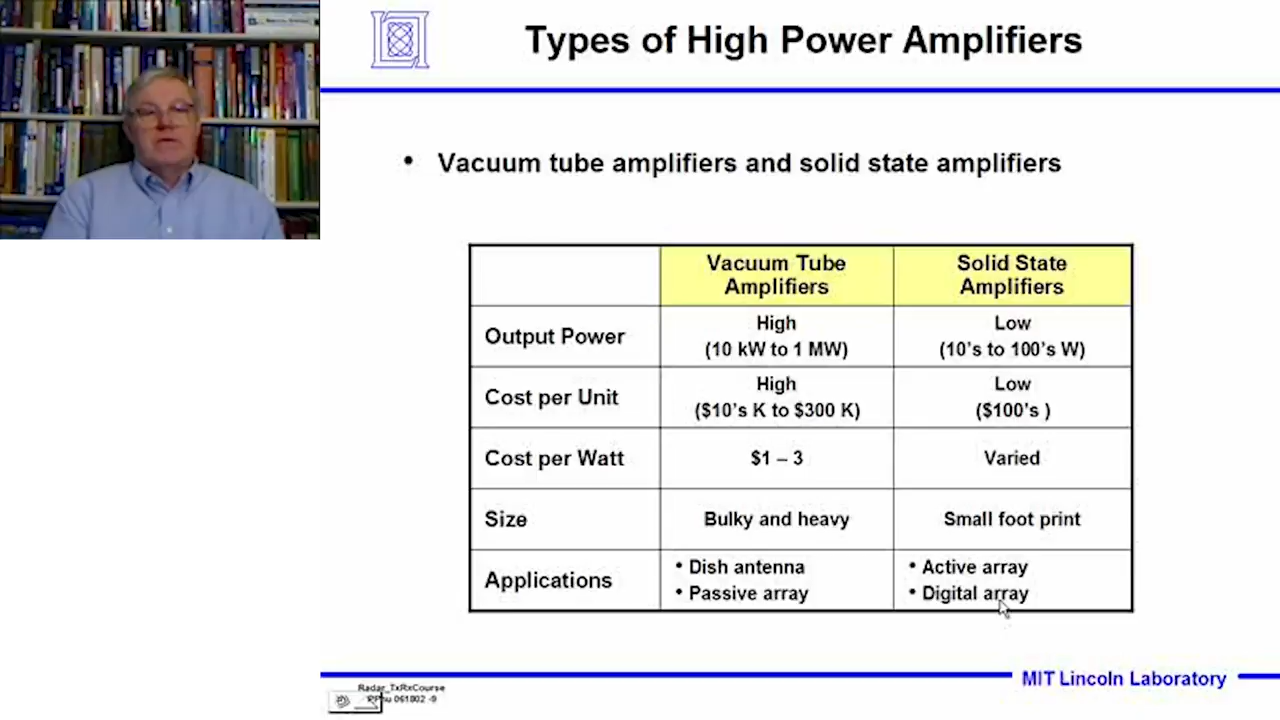 Types of High Power Amplifiers
• Vacuum tube amplifiers and solid state amplifiers
Vacuum Tube
Amplifiers
Solid State
Amplifiers
Output Power
High
(10 kW to 1 MW)
Low
(10's to 100's W)
Cost per Unit
High
($10's K to $300 K)
Low
($100's )
Cost per Watt
$1 – 3
Varied
Size
Bulky and heavy
Small foot print
Applications
• Dish antenna
• Passive array
• Active array
• Digital array
MIT Lincoln Laboratory
Radar_TxRxCourse
061802 -9